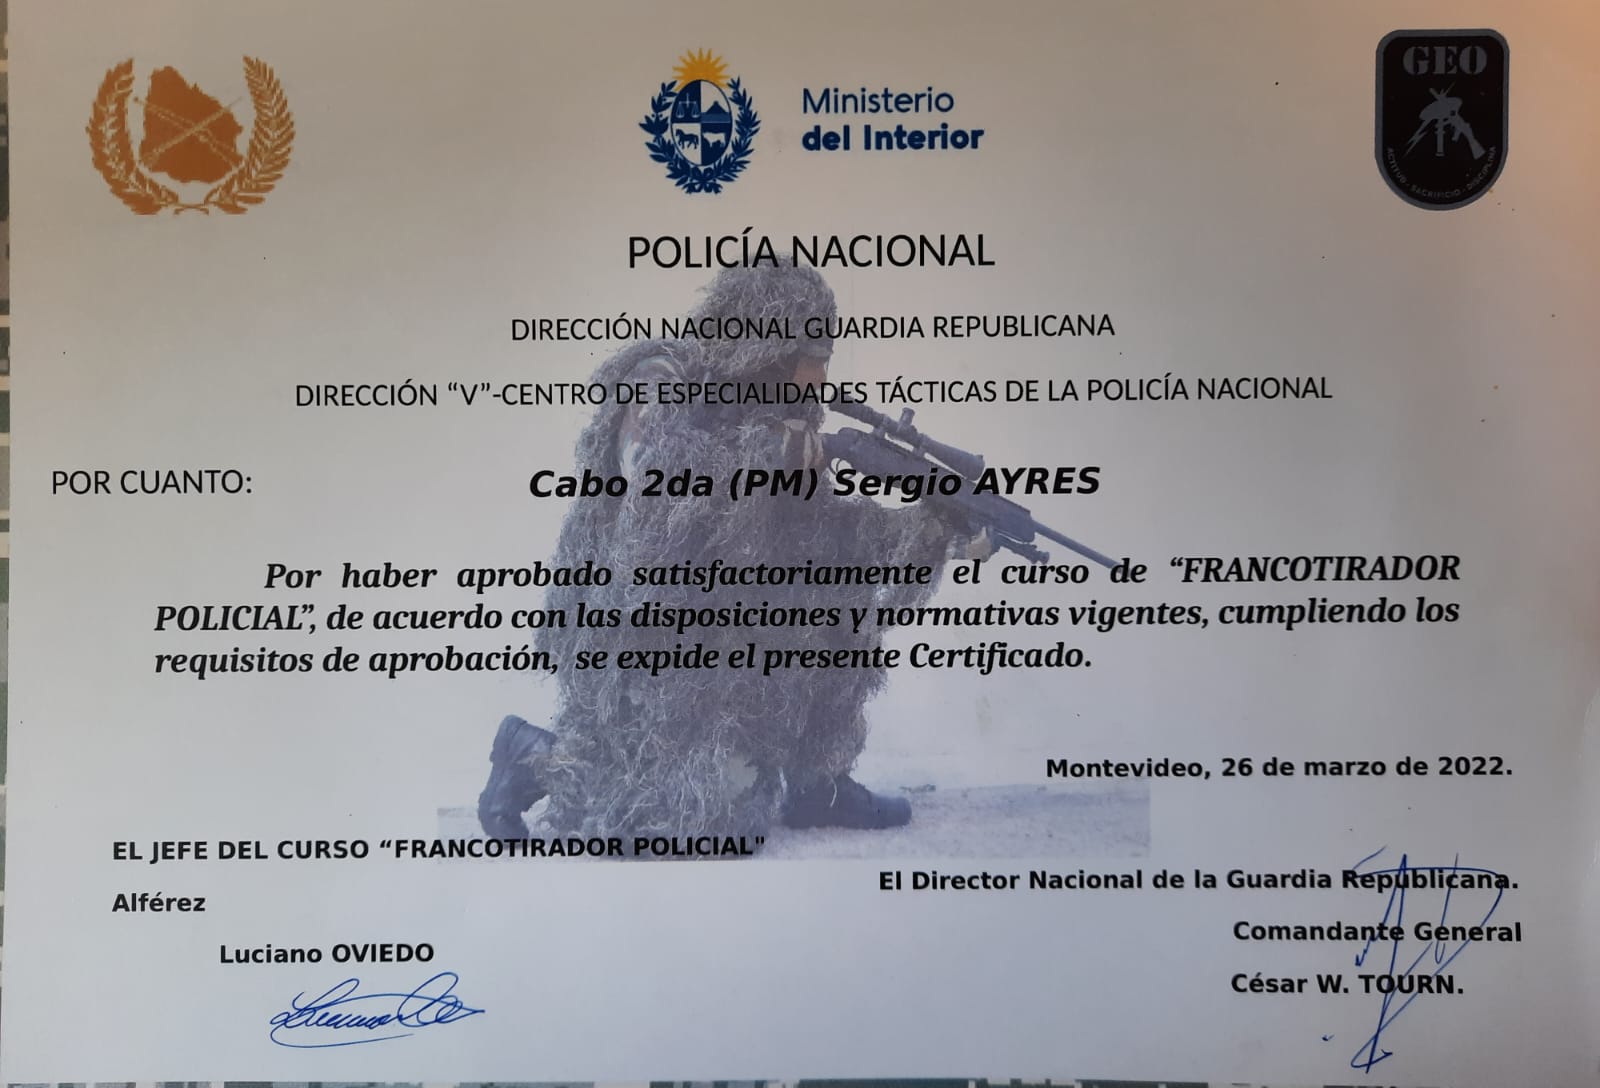 GEO
ACTITUD - SACRIFICIO - DISCIPLINA
Ministerio
del Interior
POLICÍA NACIONAL
DIRECCIÓN NACIONAL GUARDIA REPUBLICANA
DIRECCIÓN “V”-CENTRO DE ESPECIALIDADES TÁCTICAS DE LA POLICÍA NACIONAL
POR CUANTO: Cabo 2da (PM) Sergio AYRES
Por haber aprobado satisfactoriamente el curso de “FRANCOTIRADOR
POLICIAL”, de acuerdo con las disposiciones y normativas vigentes, cumpliendo los
requisitos de aprobación, se expide el presente Certificado.
Montevideo, 26 de marzo de 2022.
EL JEFE DEL CURSO “FRANCOTIRADOR POLICIAL"
Alférez
Luciano OVIEDO
El Director Nacional de la Guardia Republicana.
Comandante General
César W. TOURN.